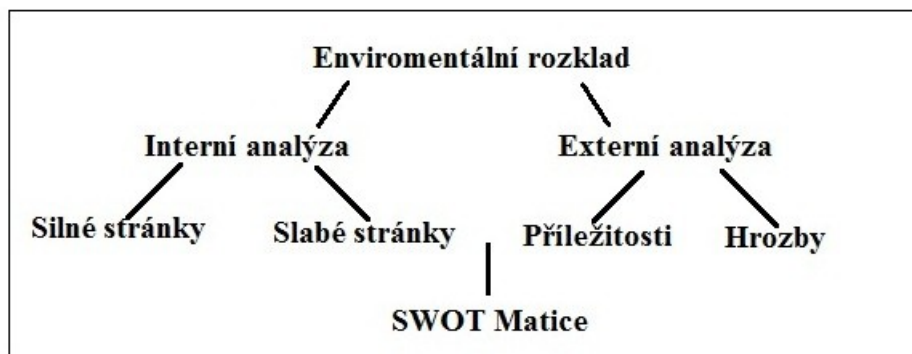 Enviromentální rozklad
Interní analýza Externí analýza
Silné stránky Slabé stránky Příležitosti Hrozby
SWOT Matice